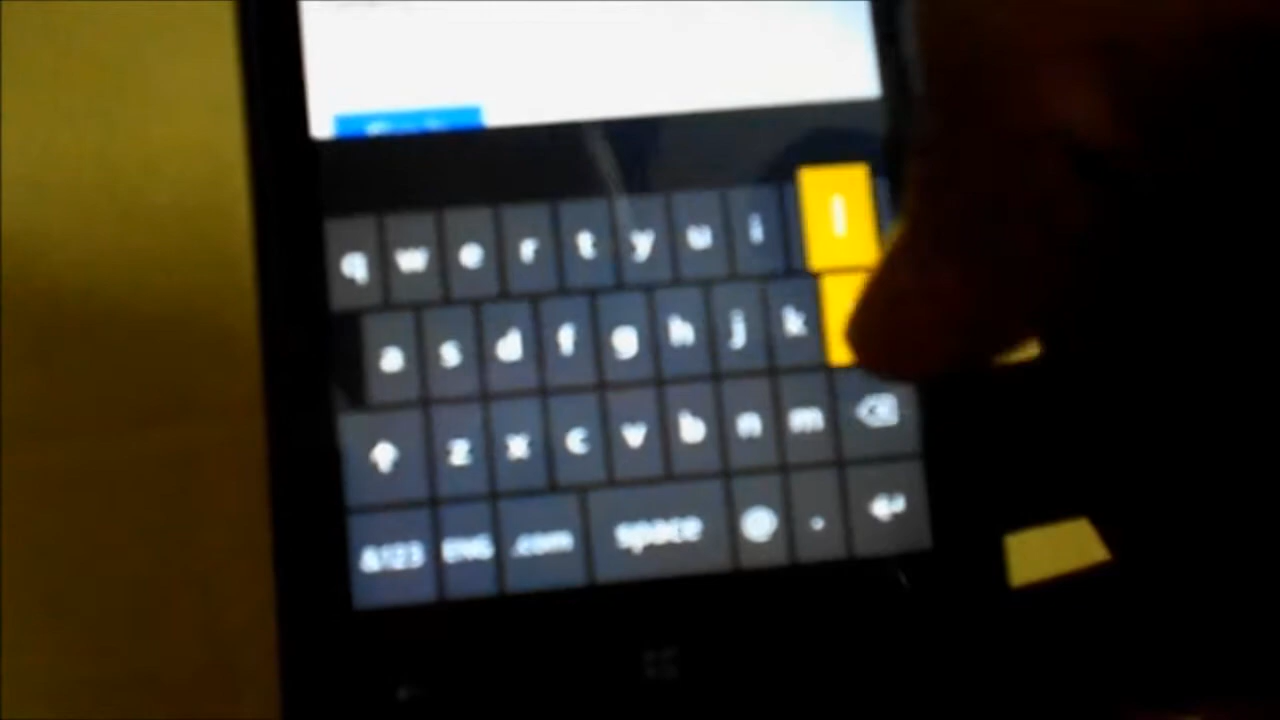 q w e r t y u i l
a s d f g h j k
z x c v b n m
&123 ENG .com space @ .